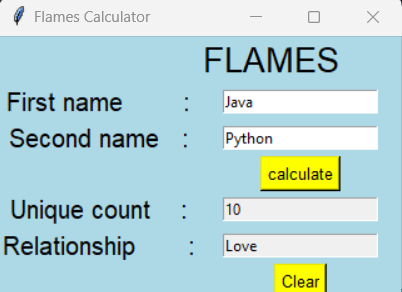 Flames Calculator
FLAMES
First name : Java
Second name : Python
calculate
Unique count : 10
Relationship : Love
Clear